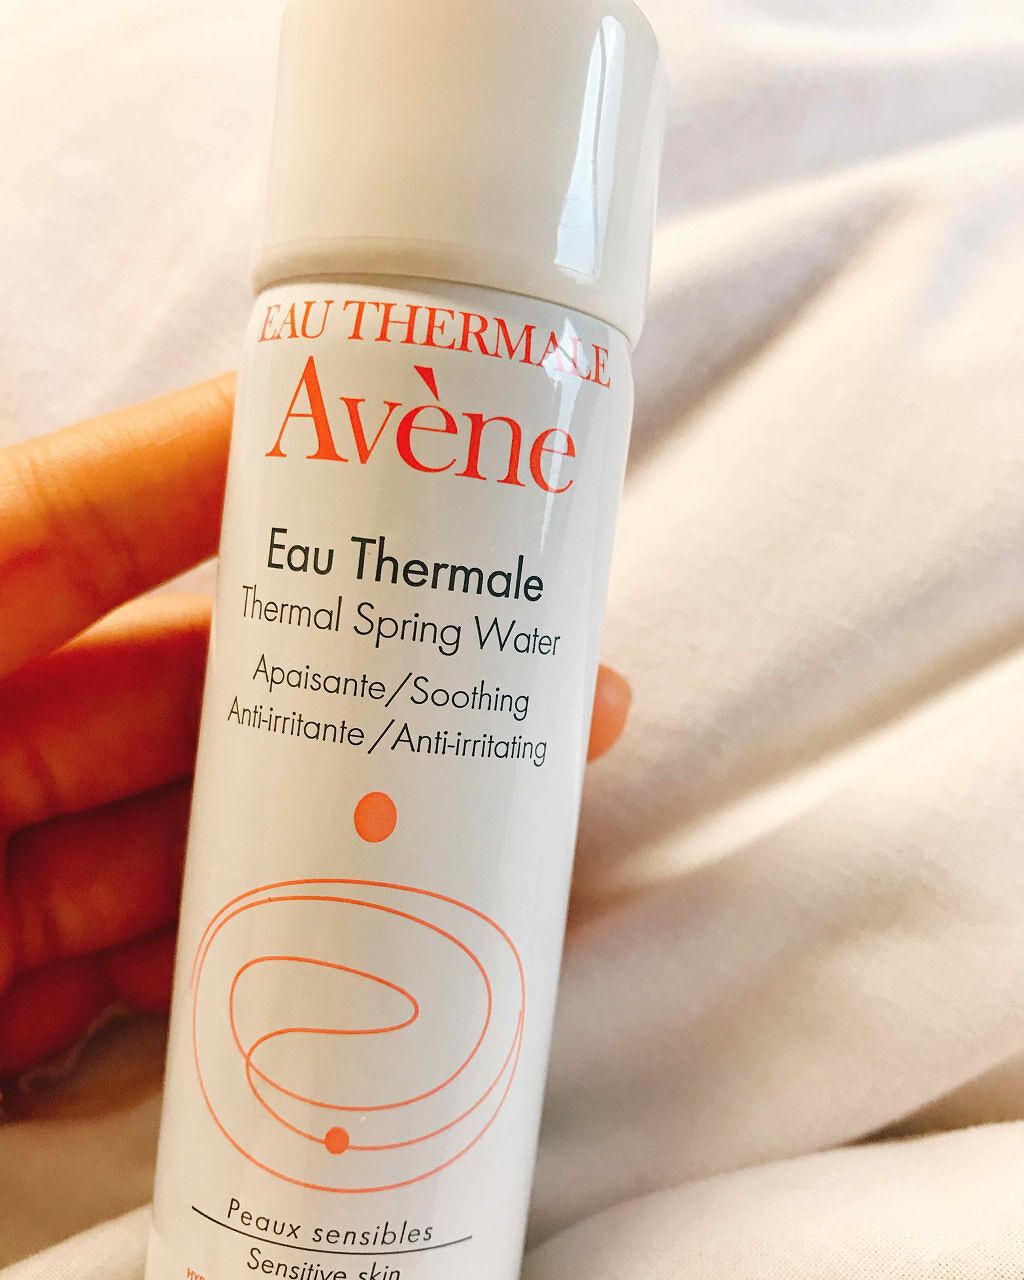 EAU THERMALE
Avène
Eau Thermale
Thermal Spring Water
Apaisante/Soothing
Anti-irritante/Anti-irritating
Peaux sensibles
Sensitive skin